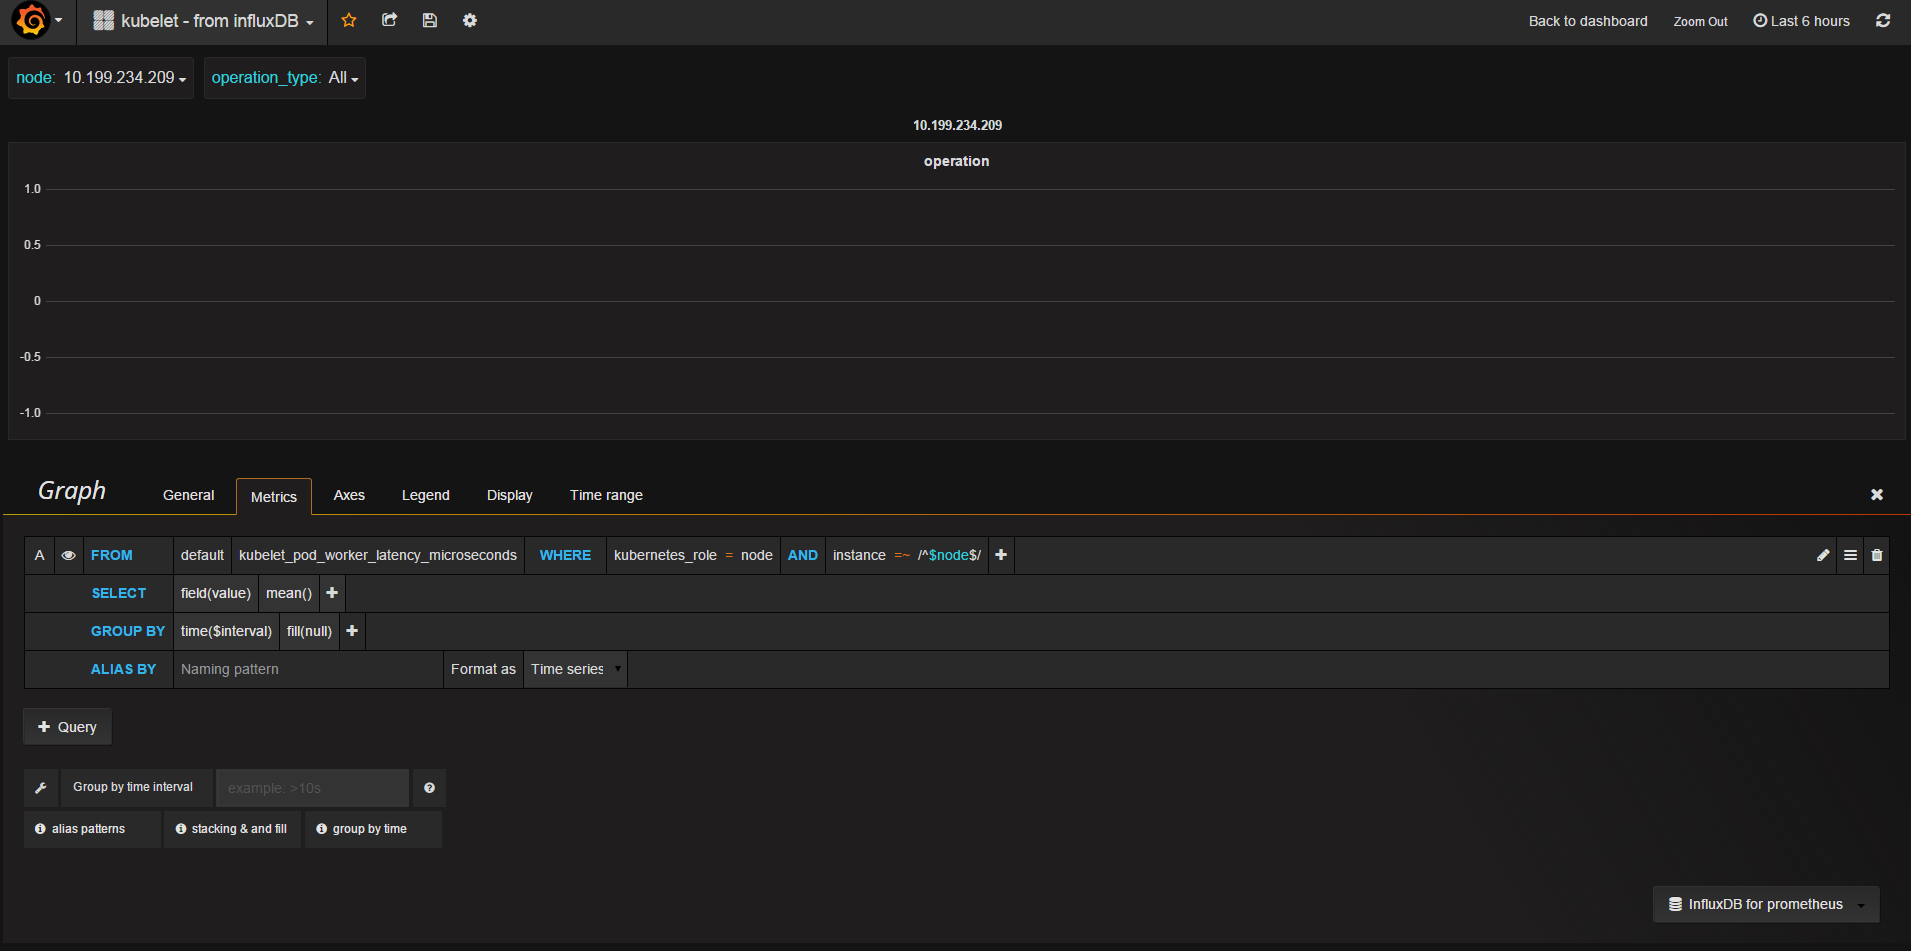 kubelet - from influxDB
Back to dashboard Zoom Out Last 6 hours
node: 10.199.234.209 operation_type: All
10.199.234.209
operation
1.0
0.5
0
-0.5
-1.0
Graph General Metrics Axes Legend Display Time range
A FROM default kubelet_pod_worker_latency_microseconds WHERE kubernetes_role = node AND instance =~ /^$node$/
SELECT field(value) mean()
GROUP BY time($interval) fill(null)
ALIAS BY Naming pattern Format as Time series
Query
Group by time interval example: >10s
alias patterns stacking & and fill group by time
InfluxDB for prometheus